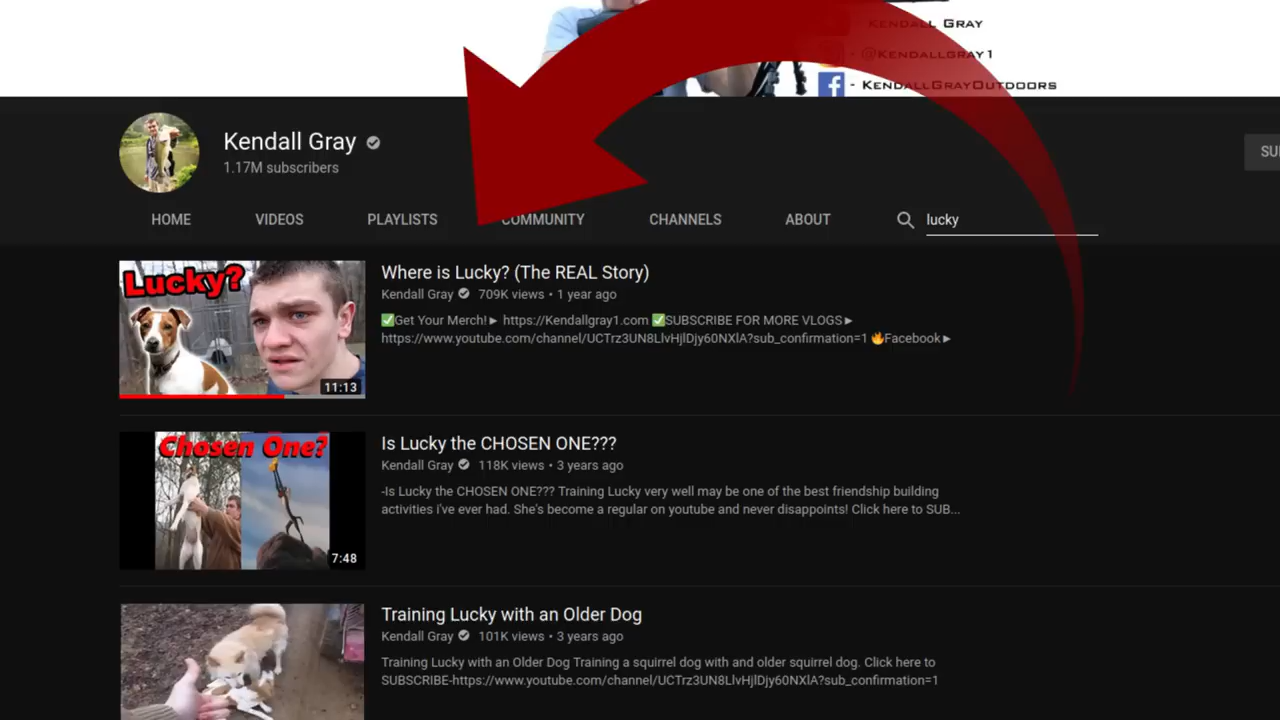 KENDALL GRAY
- @KENDALLGRAY1
- KENDALLGRAYOUTDOORS
Kendall Gray
1.17M subscribers
SU
HOME VIDEOS PLAYLISTS COMMUNITY CHANNELS ABOUT lucky
Lucky?
11:13
Where is Lucky? (The REAL Story)
Kendall Gray 709K views • 1 year ago
✅Get Your Merch!► https://Kendallgray1.com ✅SUBSCRIBE FOR MORE VLOGS►
https://www.youtube.com/channel/UCTrz3UN8LlvHjlDjy60NXlA?sub_confirmation=1 🔥Facebook►
Chosen One?
7:48
Is Lucky the CHOSEN ONE???
Kendall Gray 118K views • 3 years ago
-Is Lucky the CHOSEN ONE??? Training Lucky very well may be one of the best friendship building
activities i've ever had. She's become a regular on youtube and never disappoints! Click here to SUB...
Training Lucky with an Older Dog
Kendall Gray 101K views • 3 years ago
Training Lucky with an Older Dog Training a squirrel dog with and older squirrel dog. Click here to
SUBSCRIBE-https://www.youtube.com/channel/UCTrz3UN8LlvHjlDjy60NXlA?sub_confirmation=1